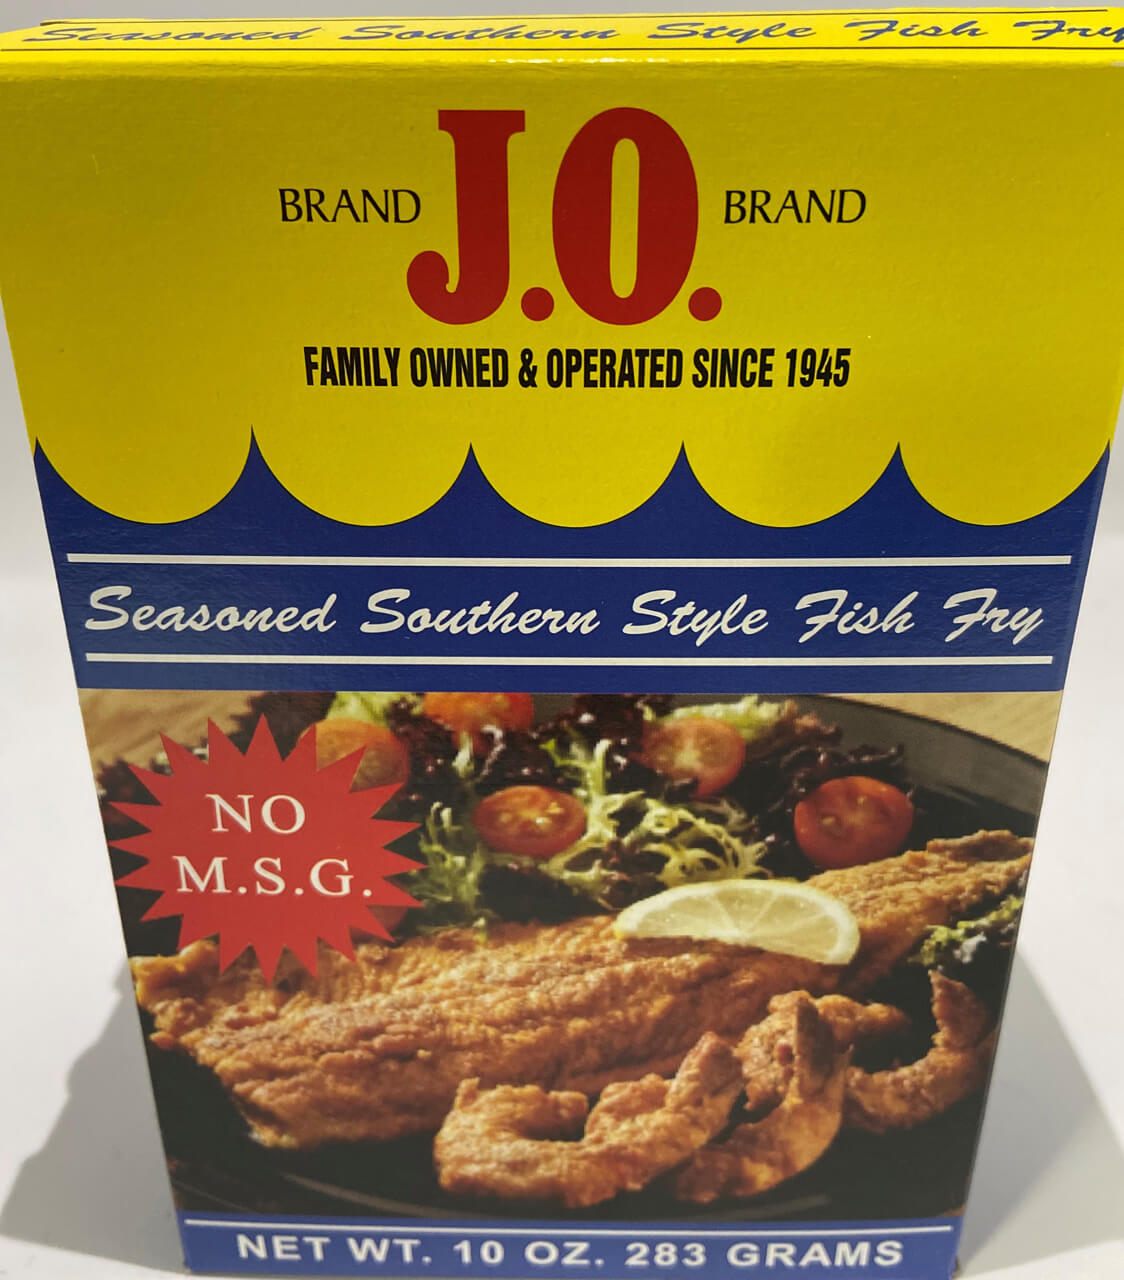 Seasoned Southern Style Fish Fry
BRAND J.O. BRAND
FAMILY OWNED & OPERATED SINCE 1945
Seasoned Southern Style Fish Fry
NO
M.S.G.
NET WT. 10 OZ. 283 GRAMS